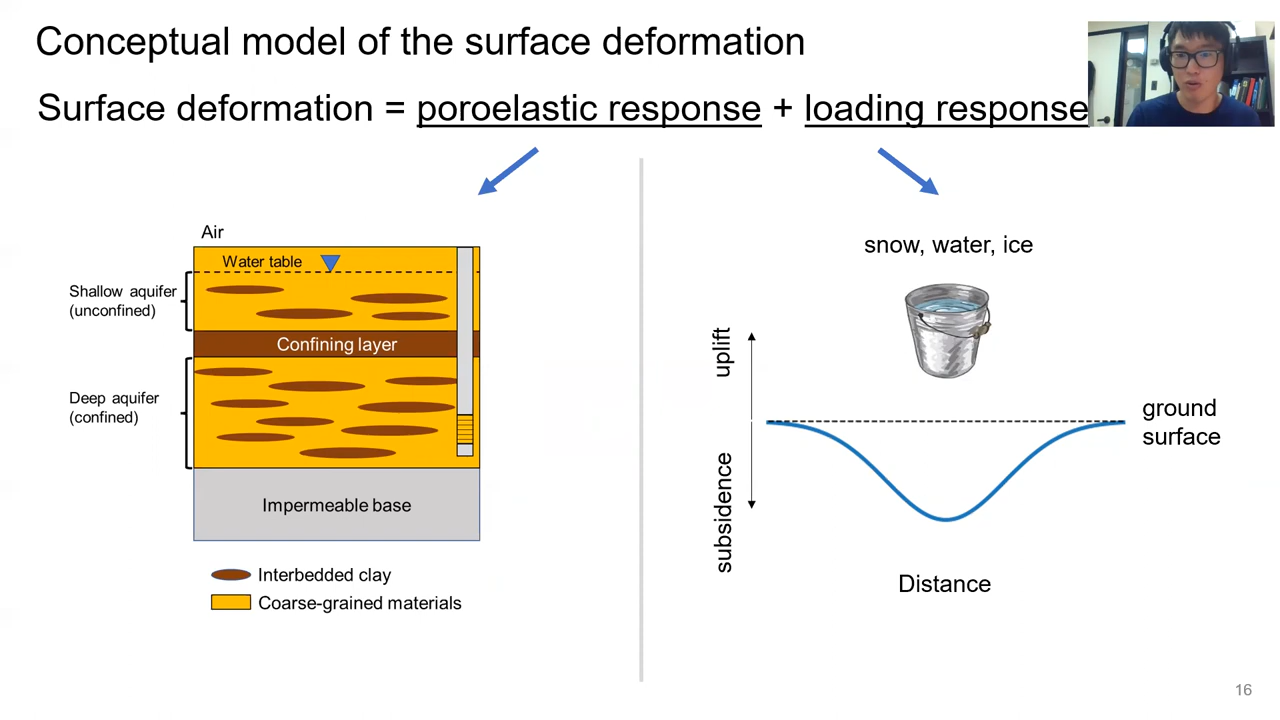 Conceptual model of the surface deformation
Surface deformation = poroelastic response + loading response
Air
Water table
Shallow aquifer
(unconfined)
Confining layer
Deep aquifer
(confined)
Impermeable base
Interbedded clay
Coarse-grained materials
snow, water, ice
uplift
subsidence
ground
surface
Distance
16